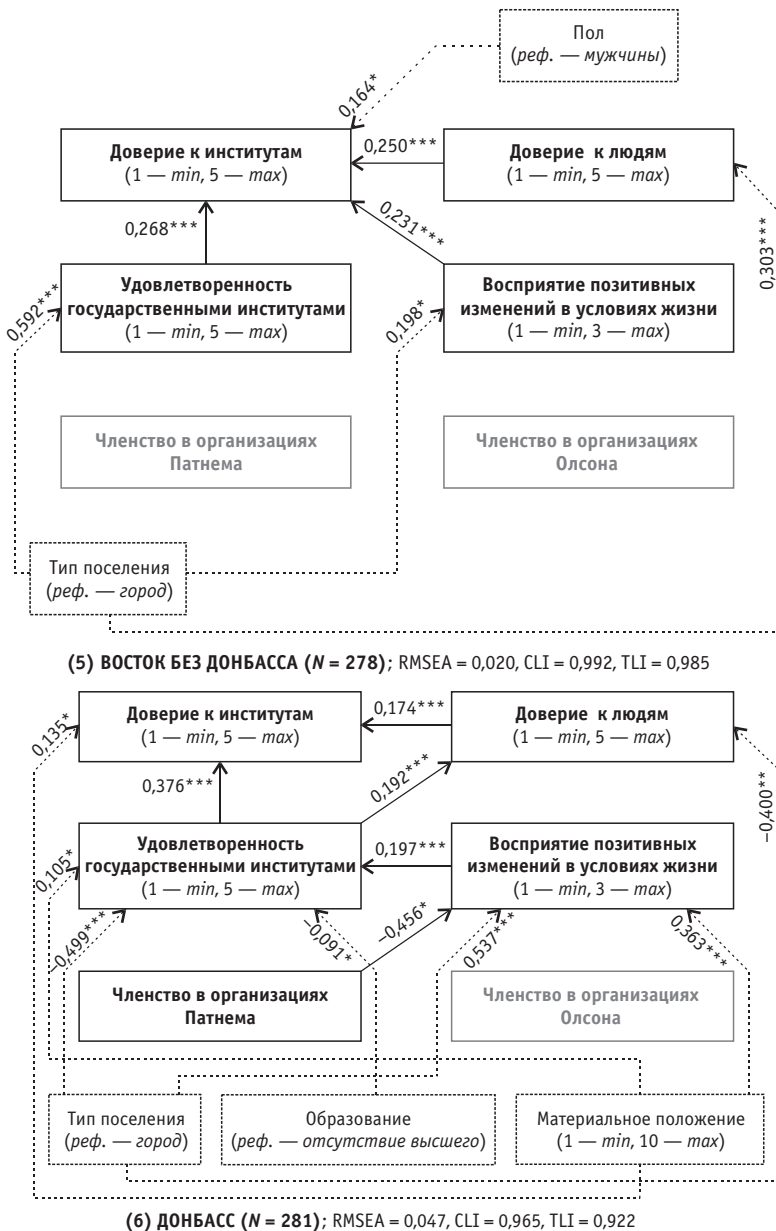 Пол
(реф. — мужчины)
0,164*
Доверие к институтам
(1 — min, 5 — max)
0,250***
Доверие к людям
(1 — min, 5 — max)
0,268***
0,231***
0,303***
Удовлетворенность
государственными институтами
(1 — min, 5 — max)
0,592***
Восприятие позитивных
изменений в условиях жизни
(1 — min, 3 — max)
0,198*
Членство в организациях
Патнема
Членство в организациях
Олсона
Тип поселения
(реф. — город)
(5) ВОСТОК БЕЗ ДОНБАССА (N = 278); RMSEA = 0,020, CLI = 0,992, TLI = 0,985
0,135*
Доверие к институтам
(1 — min, 5 — max)
0,174***
Доверие к людям
(1 — min, 5 — max)
0,376***
0,192***
–0,400**
0,105*
Удовлетворенность
государственными институтами
(1 — min, 5 — max)
0,197***
Восприятие позитивных
изменений в условиях жизни
(1 — min, 3 — max)
–0,499***
–0,091*
–0,456*
0,537***
0,363***
Членство в организациях
Патнема
Членство в организациях
Олсона
Тип поселения
(реф. — город)
Образование
(реф. — отсутствие высшего)
Материальное положение
(1 — min, 10 — max)
(6) ДОНБАСС (N = 281); RMSEA = 0,047, CLI = 0,965, TLI = 0,922